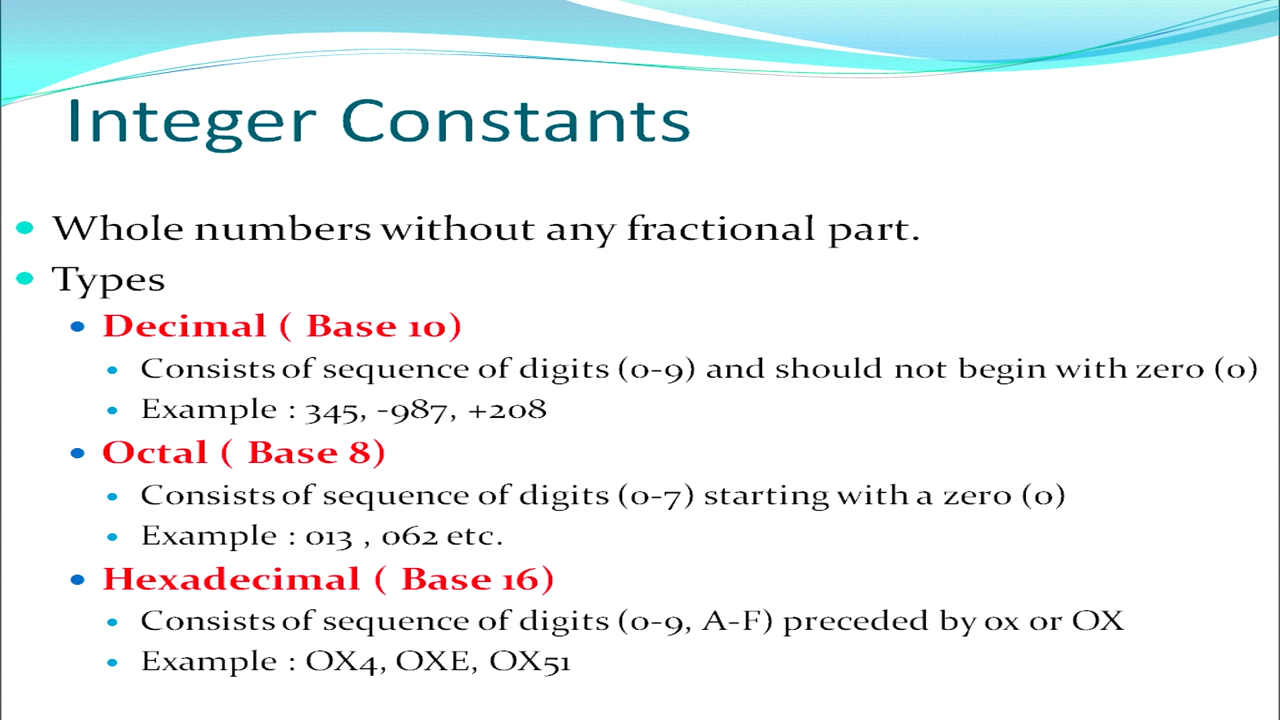 Integer Constants
• Whole numbers without any fractional part.
• Types
• Decimal ( Base 10)
• Consists of sequence of digits (0-9) and should not begin with zero (0)
• Example : 345, -987, +208
• Octal ( Base 8)
• Consists of sequence of digits (0-7) starting with a zero (0)
• Example : 013 , 062 etc.
• Hexadecimal ( Base 16)
• Consists of sequence of digits (0-9, A-F) preceded by 0x or OX
• Example : OX4, OXE, OX51